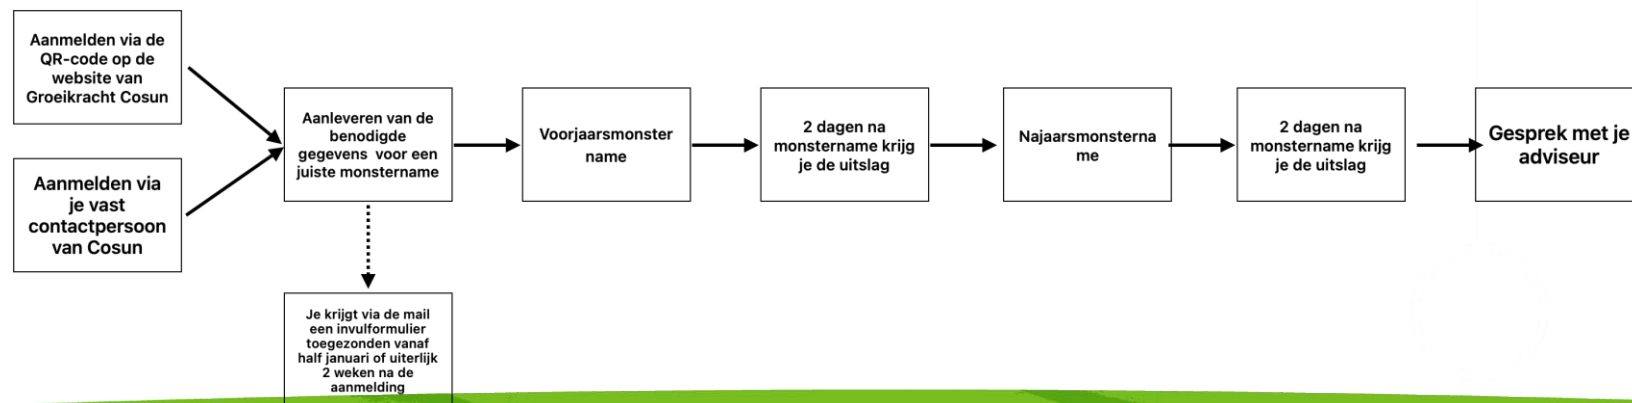 Aanmelden via de
QR-code op de
website van
Groeikracht Cosun
Aanmelden via
je vast
contactpersoon
van Cosun
Aanleveren van de
benodigde
gegevens voor een
juiste monstername
Je krijgt via de mail
een invulformulier
toegezonden vanaf
half januari of uiterlijk
2 weken na de
aanmelding
Voorjaarsmonster
name
2 dagen na
monstername krijg
je de uitslag
Najaarsmonsterna
me
2 dagen na
monstername krijg
je de uitslag
Gesprek met je
adviseur